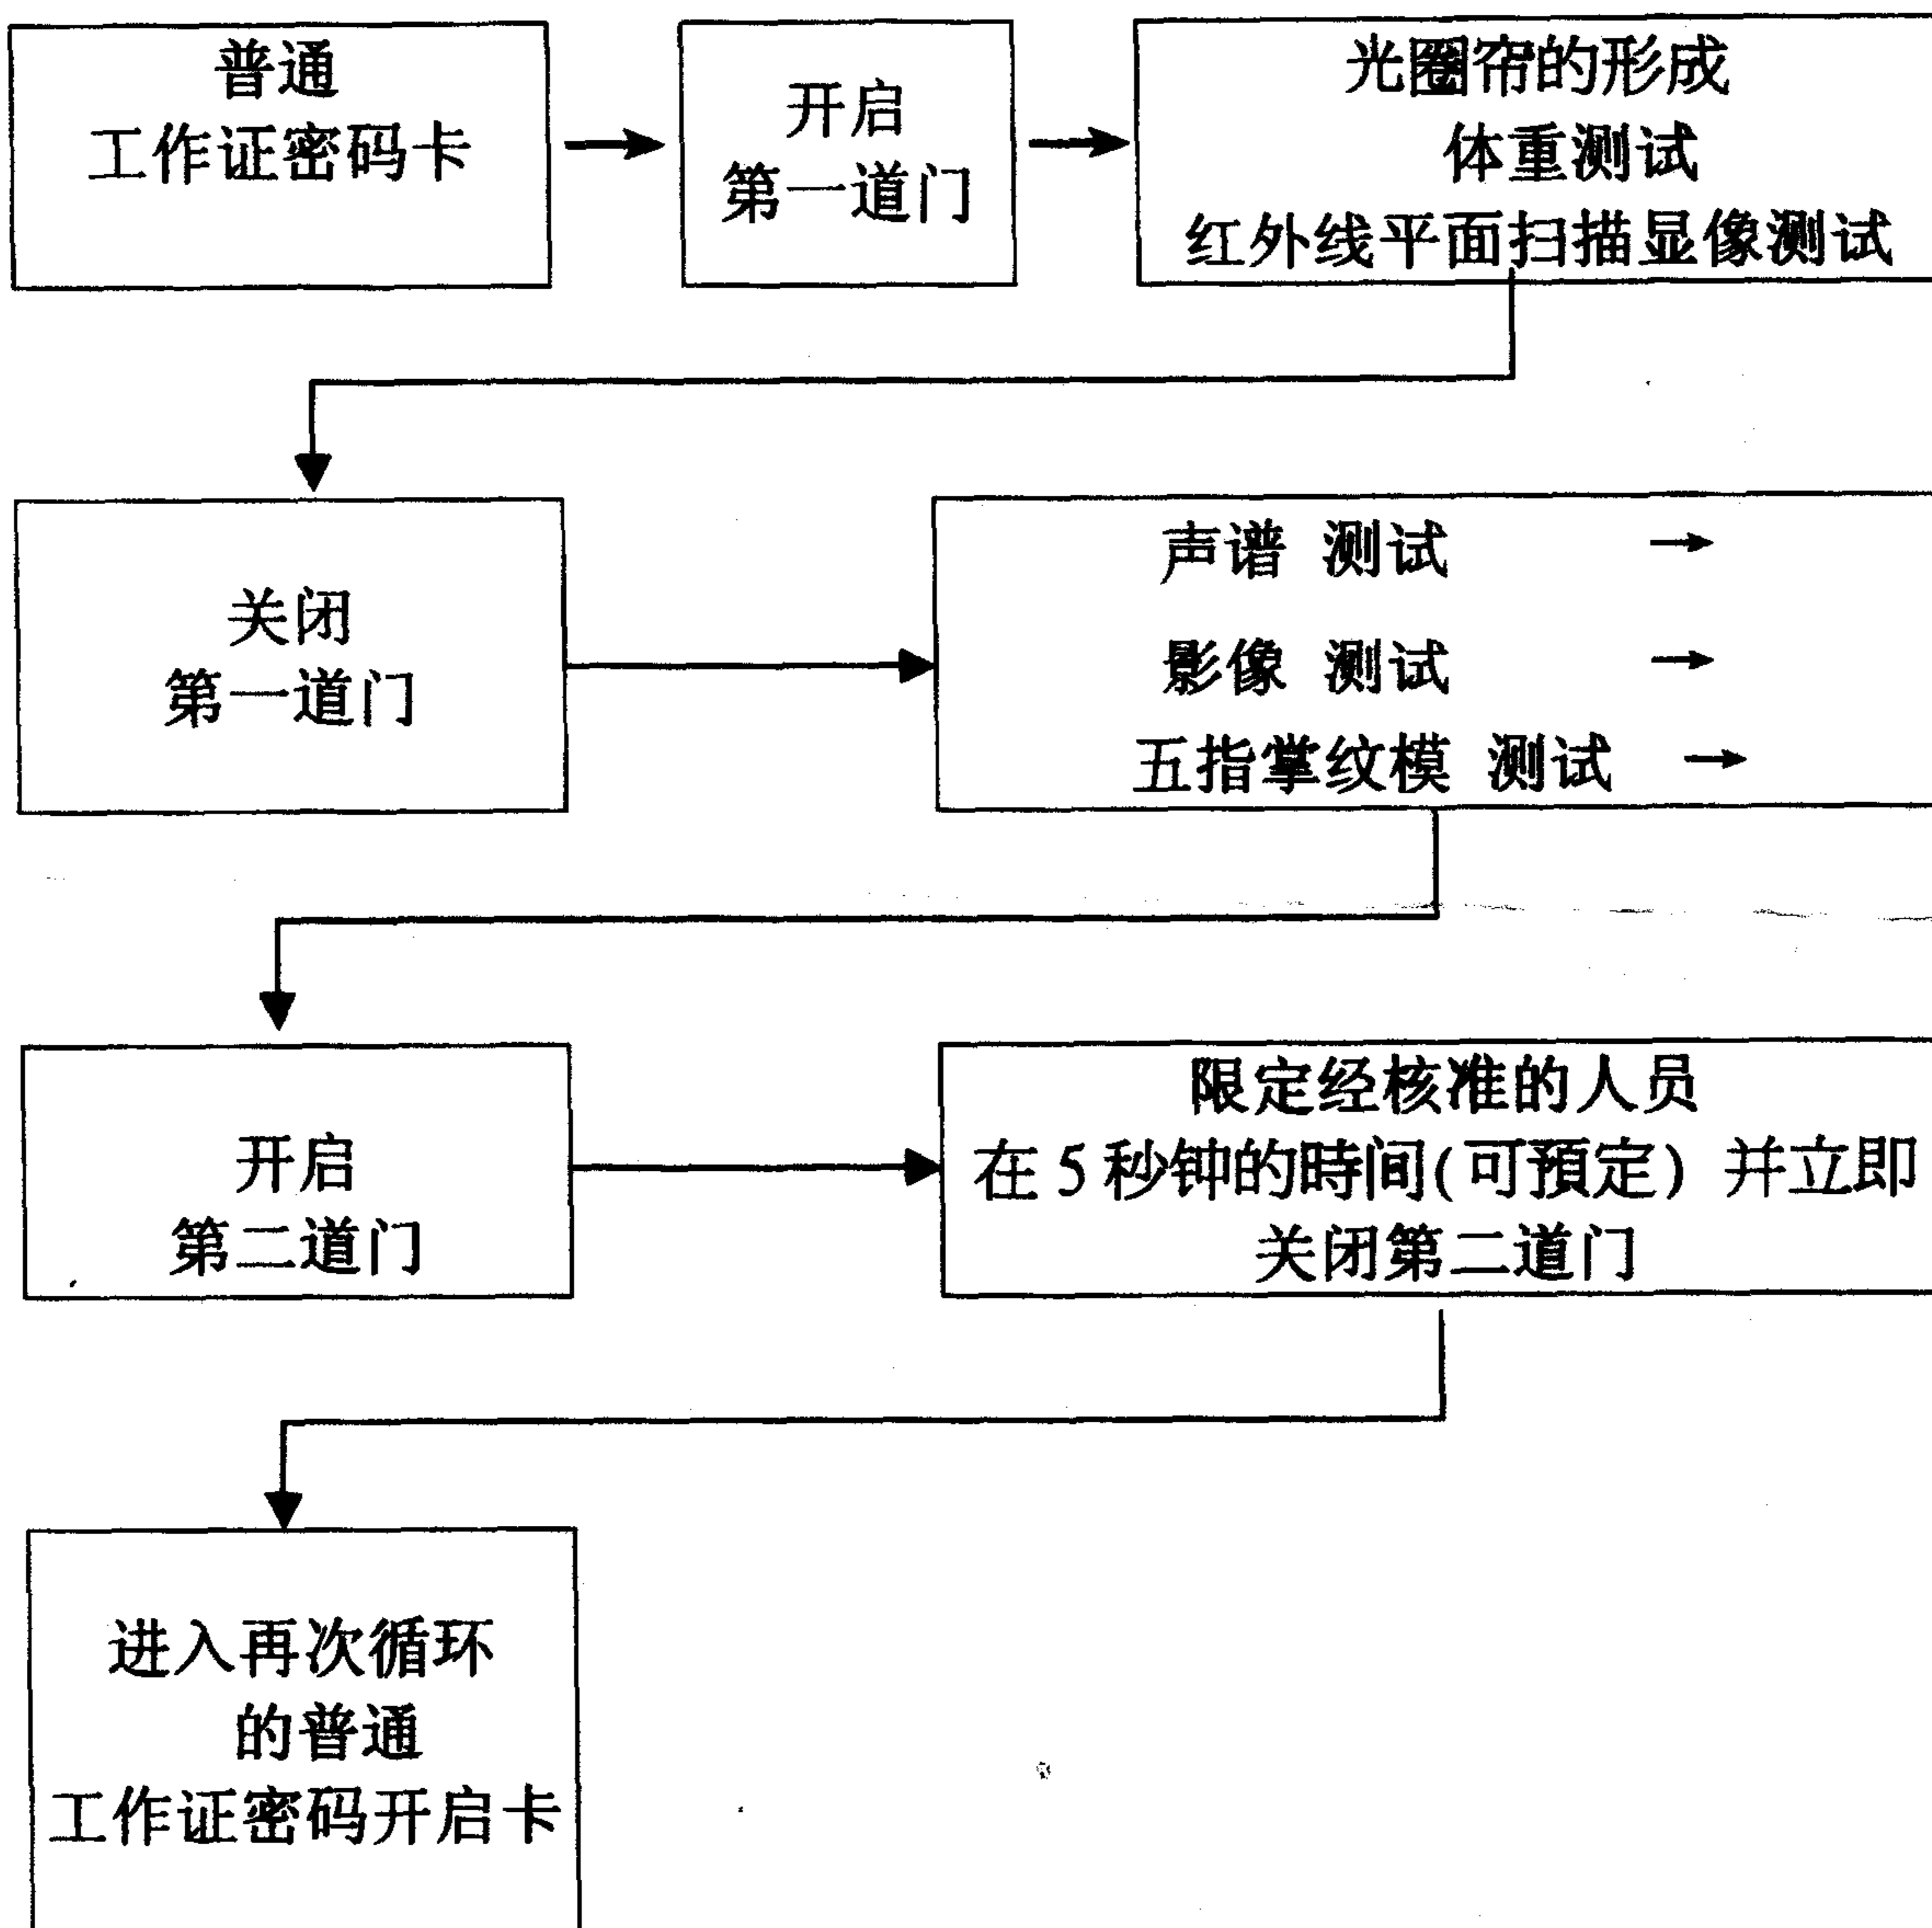 普通
工作证密码卡
开启
第一道门
光圈帘的形成
体重测试
红外线平面扫描显像测试
关闭
第一道门
声谱 测试
影像 测试
五指掌纹模 测试
开启
第二道门
限定经核准的人员
在5秒钟的時间(可預定) 并立即
关闭第二道门
进入再次循环
的普通
工作证密码开启卡